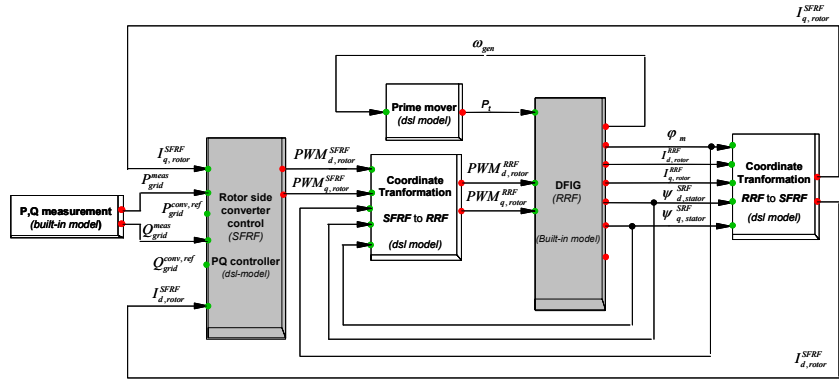 I_{q,rotor}^{SFRF}
ω_{gen}
Prime mover
(dsl model)
P_t
P,Q measurement
(built-in model)
I_{q,rotor}^{SFRF}
P_{grid}^{meas}
P_{grid}^{conv,ref}
Q_{grid}^{meas}
Q_{grid}^{conv,ref}
I_{d,rotor}^{SFRF}
Rotor side
converter
control
(SFRF)
PQ controller
(dsl-model)
PWM_{d,rotor}^{SFRF}
PWM_{q,rotor}^{SFRF}
Coordinate
Tranformation
SFRF to RRF
(dsl model)
PWM_{d,rotor}^{RRF}
PWM_{q,rotor}^{RRF}
DFIG
(RRF)
(Built-in model)
φ_m
I_{d,rotor}^{RRF}
I_{q,rotor}^{RRF}
ψ_{d,stator}^{SRF}
ψ_{q,stator}^{SRF}
Coordinate
Tranformation
RRF to SFRF
(dsl model)
I_{d,rotor}^{SFRF}